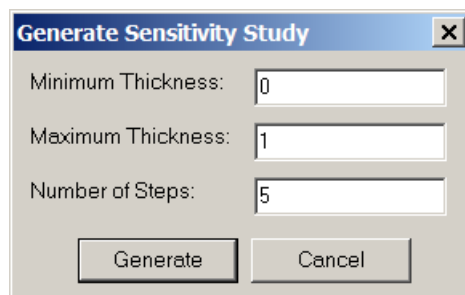 Generate Sensitivity Study
Minimum Thickness: 0
Maximum Thickness: 1
Number of Steps: 5
Generate Cancel